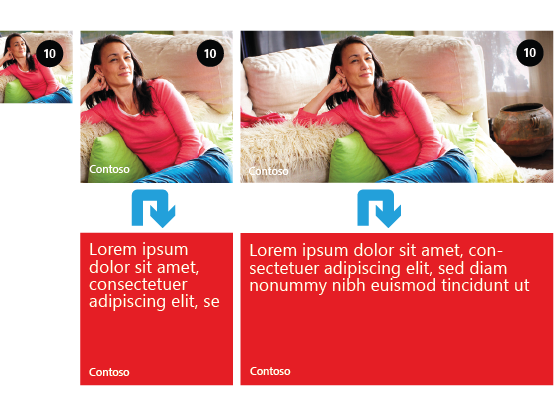 10
10
10
Contoso
Contoso
Lorem ipsum
dolor sit amet,
consectetuer
adipiscing elit, se
Contoso
Lorem ipsum dolor sit amet, con-
sectetuer adipiscing elit, sed diam
nonummy nibh euismod tincidunt ut
Contoso